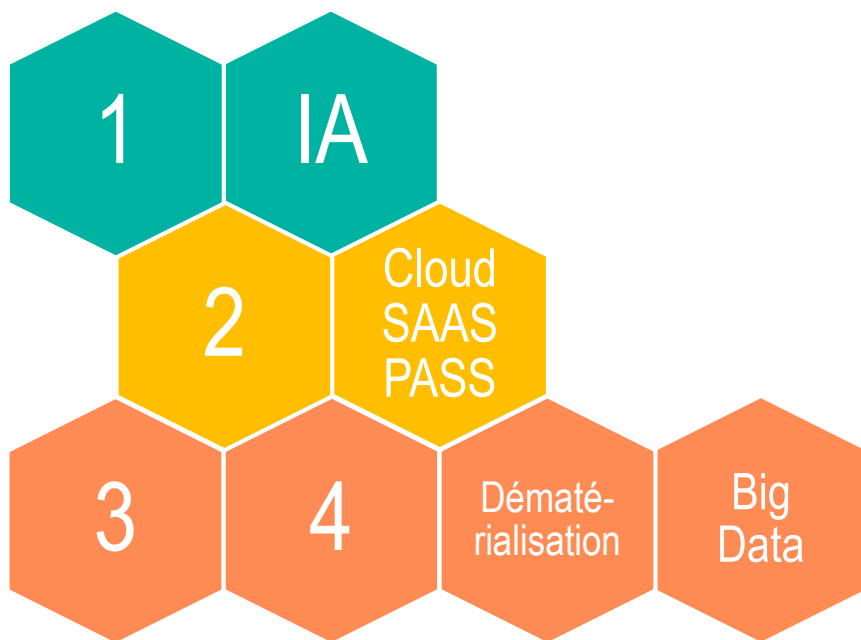 1
IA
2
Cloud
SAAS
PASS
3
4
Dématé-
rialisation
Big
Data